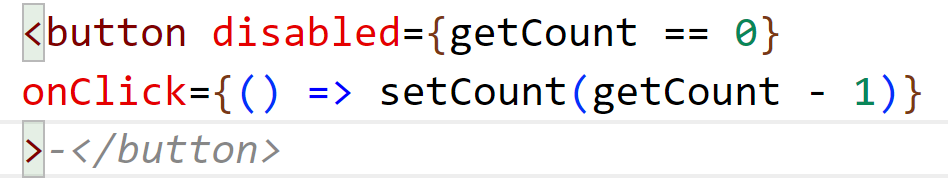 <button disabled={getCount == 0}
onClick={() => setCount(getCount - 1)}
>-</button>